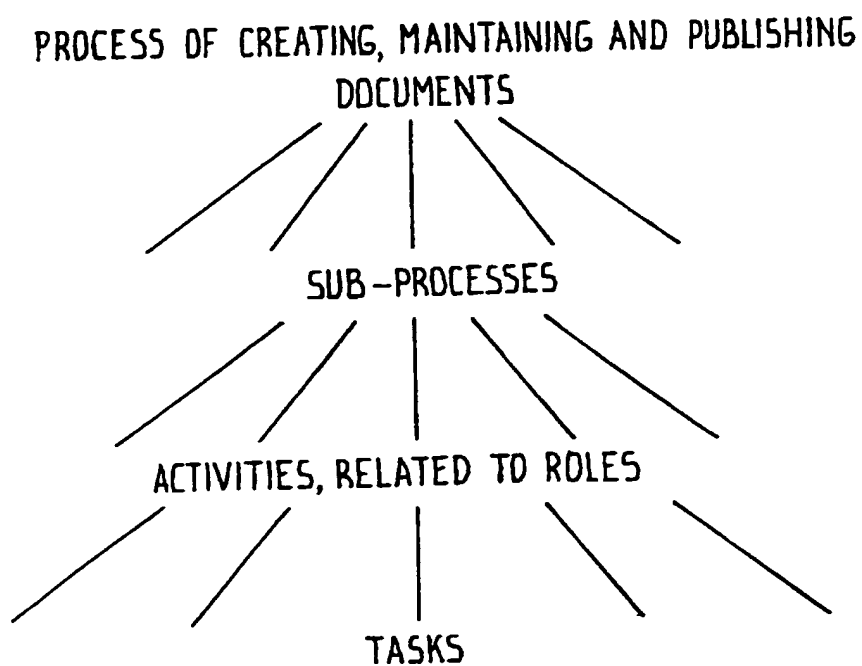 PROCESS OF CREATING, MAINTAINING AND PUBLISHING
DOCUMENTS
SUB-PROCESSES
ACTIVITIES, RELATED TO ROLES
TASKS